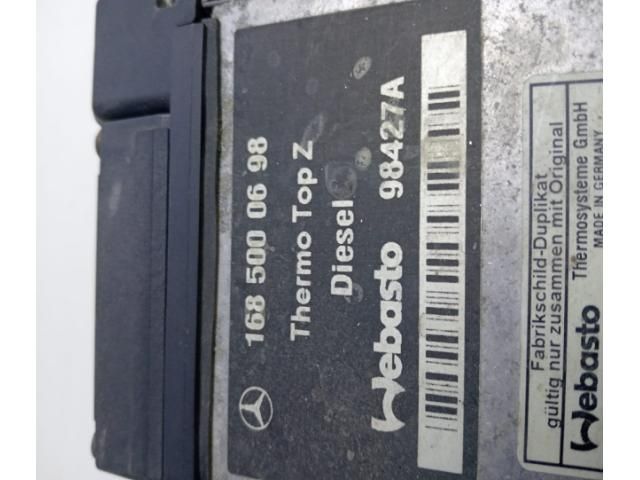 168 500 06 98
Thermo Top Z
Diesel
Webasto 98427A
Fabrikschild-Duplikat
gültig nur zusammen mit Original
Webasto Thermosysteme GmbH
MADE IN GERMANY